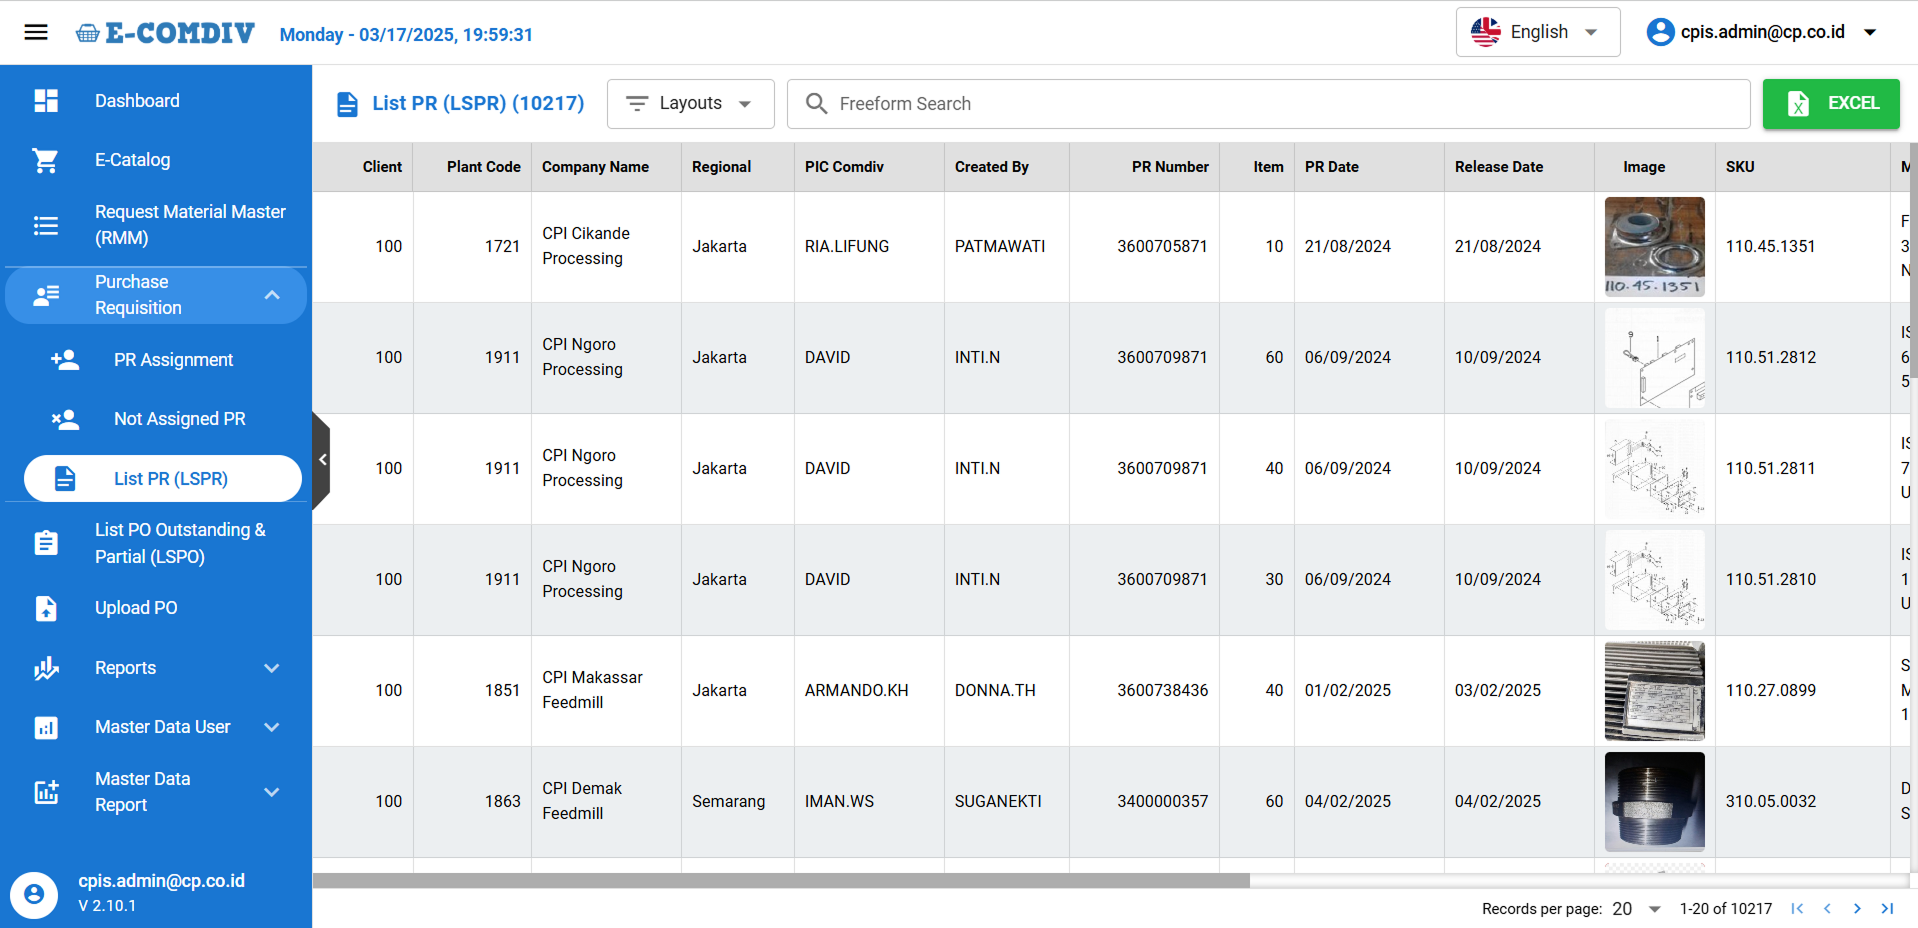 E-COMDIV
Monday - 03/17/2025, 19:59:31
English
cpis.admin@cp.co.id
Dashboard
E-Catalog
Request Material Master
(RMM)
Purchase
Requisition
PR Assignment
Not Assigned PR
List PR (LSPR)
List PO Outstanding &
Partial (LSPO)
Upload PO
Reports
Master Data User
Master Data
Report
cpis.admin@cp.co.id
V 2.10.1
List PR (LSPR) (10217)
Layouts
Freeform Search
EXCEL
Client Plant Code Company Name Regional PIC Comdiv Created By PR Number Item PR Date Release Date Image SKU
100 1721 CPI Cikande Processing Jakarta RIA.LIFUNG PATMAWATI 3600705871 10 21/08/2024 21/08/2024 110.45.1351 110.45.1351
100 1911 CPI Ngoro Processing Jakarta DAVID INTI.N 3600709871 60 06/09/2024 10/09/2024 110.51.2812
100 1911 CPI Ngoro Processing Jakarta DAVID INTI.N 3600709871 40 06/09/2024 10/09/2024 110.51.2811
100 1911 CPI Ngoro Processing Jakarta DAVID INTI.N 3600709871 30 06/09/2024 10/09/2024 110.51.2810
100 1851 CPI Makassar Feedmill Jakarta ARMANDO.KH DONNA.TH 3600738436 40 01/02/2025 03/02/2025 110.27.0899
100 1863 CPI Demak Feedmill Semarang IMAN.WS SUGANEKTI 3400000357 60 04/02/2025 04/02/2025 310.05.0032
Records per page: 20 1-20 of 10217